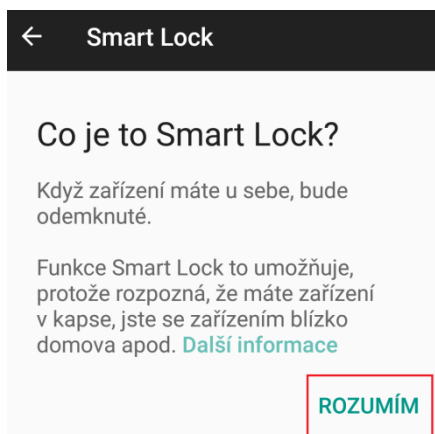 Smart Lock
Co je to Smart Lock?
Když zařízení máte u sebe, bude
odemknuté.
Funkce Smart Lock to umožňuje,
protože rozpozná, že máte zařízení
v kapse, jste se zařízením blízko
domova apod. Další informace
ROZUMÍM